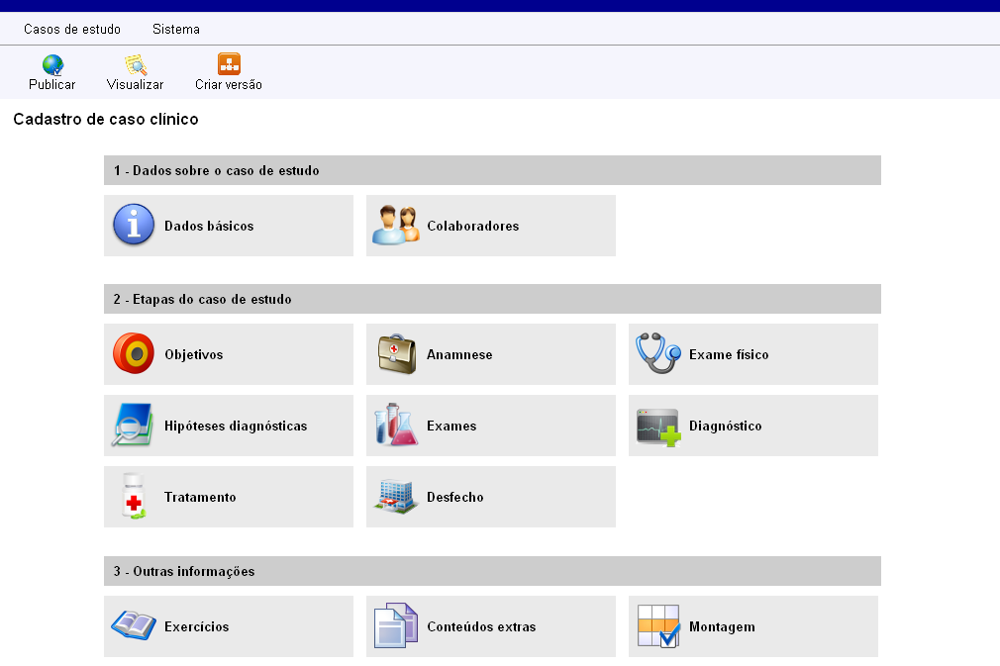 Casos de estudo Sistema
Publicar Visualizar Criar versão
Cadastro de caso clínico
1 - Dados sobre o caso de estudo
Dados básicos Colaboradores
2 - Etapas do caso de estudo
Objetivos Anamnese Exame físico
Hipóteses diagnósticas Exames Diagnóstico
Tratamento Desfecho
3 - Outras informações
Exercícios Conteúdos extras Montagem